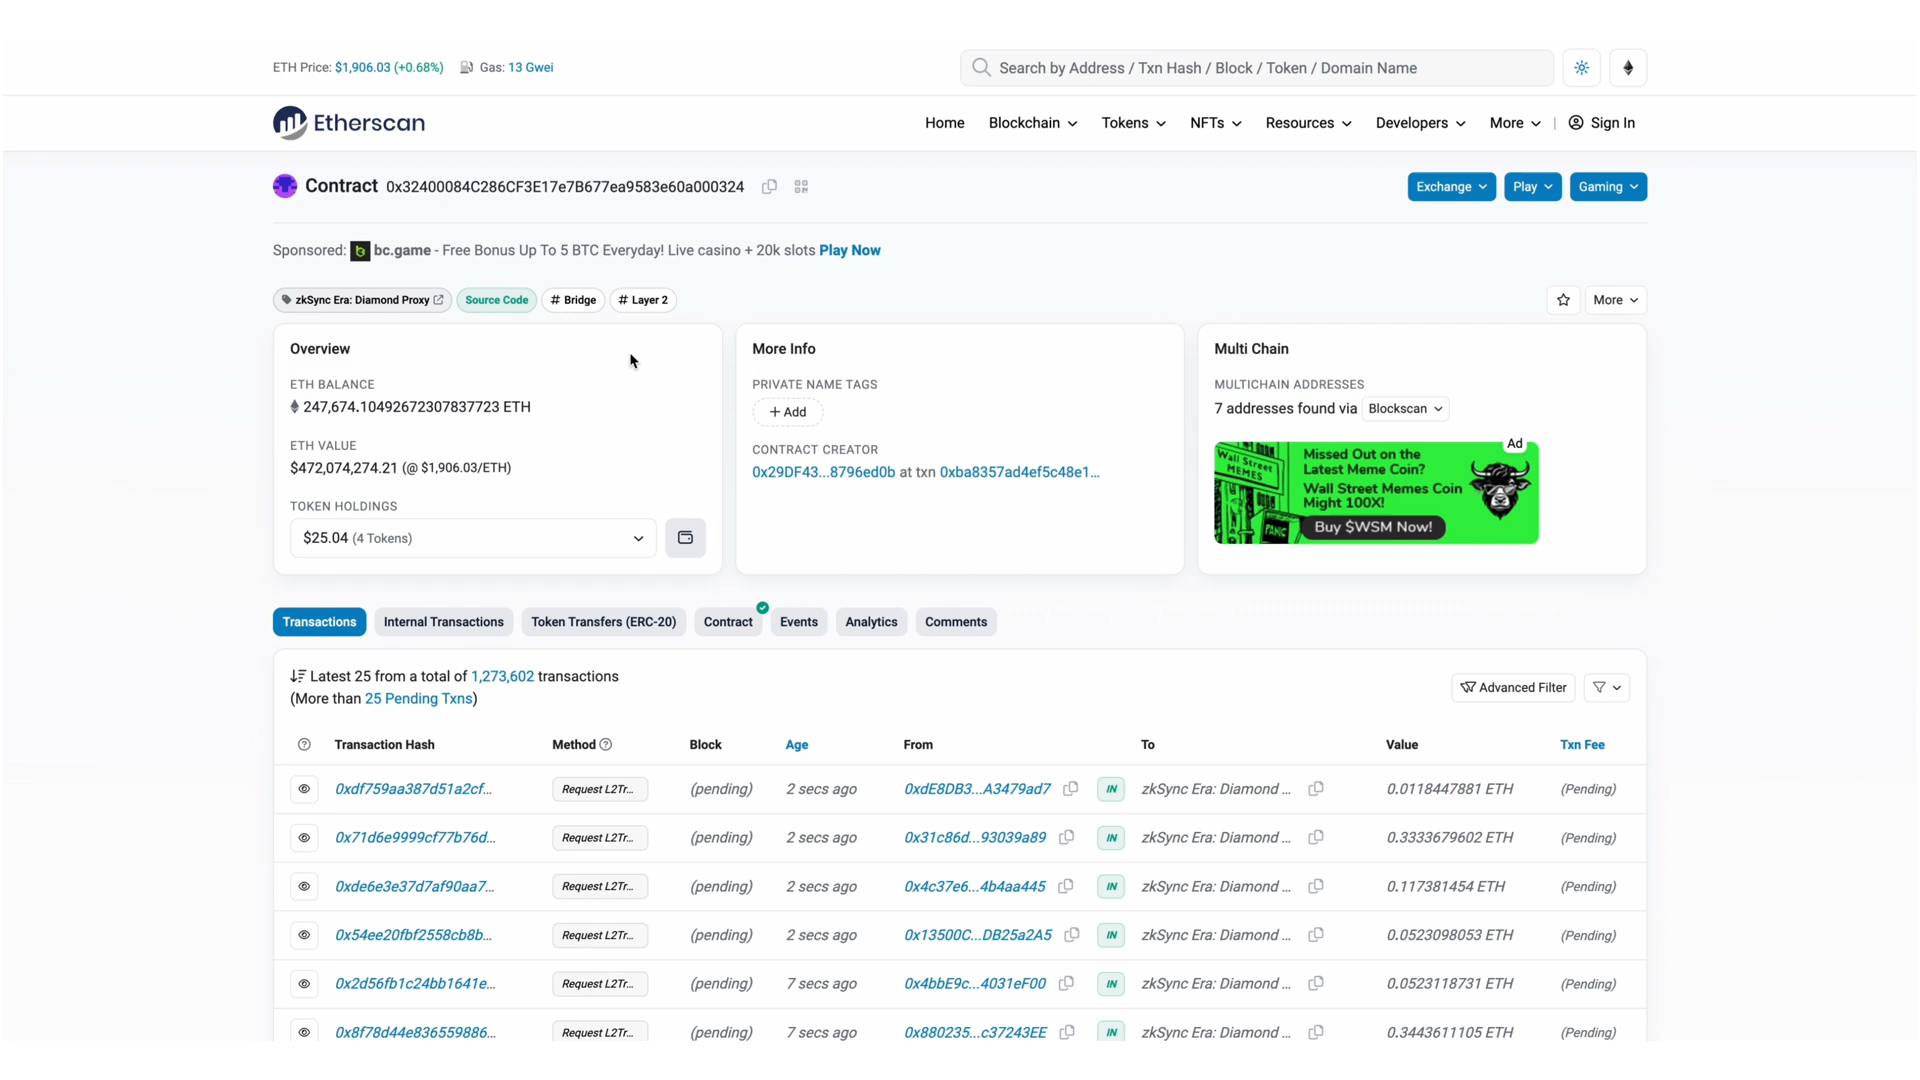 ETH Price: $1,906.03 (+0.68%) Gas: 13 Gwei
Search by Address / Txn Hash / Block / Token / Domain Name
Etherscan
Home Blockchain Tokens NFTs Resources Developers More | Sign In
Contract 0x32400084C286CF3E17e7B677ea9583e60a000324
Exchange Play Gaming
Sponsored: bc.game - Free Bonus Up To 5 BTC Everyday! Live casino + 20k slots Play Now
zkSync Era: Diamond Proxy Source Code # Bridge # Layer 2
More
Overview
ETH BALANCE
247,674.10492672307837723 ETH
ETH VALUE
$472,074,274.21 (@ $1,906.03/ETH)
TOKEN HOLDINGS
$25.04 (4 Tokens)
More Info
PRIVATE NAME TAGS
+ Add
CONTRACT CREATOR
0x29DF43...8796ed0b at txn 0xba8357ad4ef5c48e1...
Multi Chain
MULTICHAIN ADDRESSES
7 addresses found via Blockscan
Ad
Wall Street
MEMES
PANIC
Missed Out on the
Latest Meme Coin?
Wall Street Memes Coin
Might 100X!
Buy $WSM Now!
Transactions Internal Transactions Token Transfers (ERC-20) Contract Events Analytics Comments
Latest 25 from a total of 1,273,602 transactions
(More than 25 Pending Txns)
Advanced Filter
Transaction Hash Method Block Age From To Value Txn Fee
0xdf759aa387d51a2cf... Request L2Tr... (pending) 2 secs ago 0xdE8DB3...A3479ad7 IN zkSync Era: Diamond ... 0.0118447881 ETH (Pending)
0x71d6e9999cf77b76d... Request L2Tr... (pending) 2 secs ago 0x31c86d...93039a89 IN zkSync Era: Diamond ... 0.3333679602 ETH (Pending)
0xde6e3e37d7af90aa7... Request L2Tr... (pending) 2 secs ago 0x4c37e6...4b4aa445 IN zkSync Era: Diamond ... 0.117381454 ETH (Pending)
0x54ee20fbf2558cb8b... Request L2Tr... (pending) 2 secs ago 0x13500C...DB25a2A5 IN zkSync Era: Diamond ... 0.0523098053 ETH (Pending)
0x2d56fb1c24bb1641e... Request L2Tr... (pending) 7 secs ago 0x4bbE9c...4031eF00 IN zkSync Era: Diamond ... 0.0523118731 ETH (Pending)
0x8f78d44e836559886... Request L2Tr... (pending) 7 secs ago 0x880235...c37243EE IN zkSync Era: Diamond ... 0.3443611105 ETH (Pending)